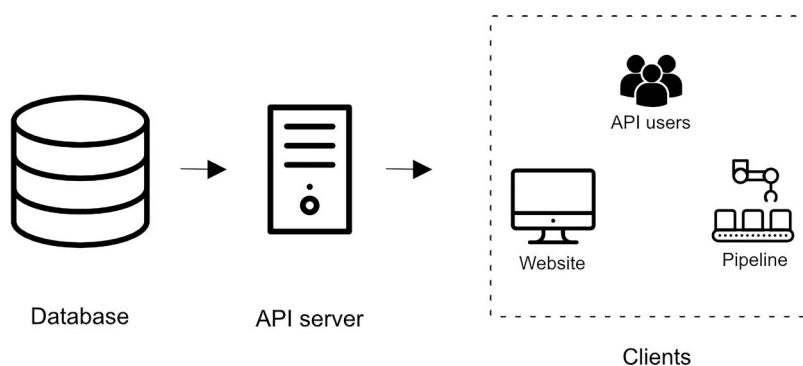 API users
Website
Pipeline
Database
API server
Clients